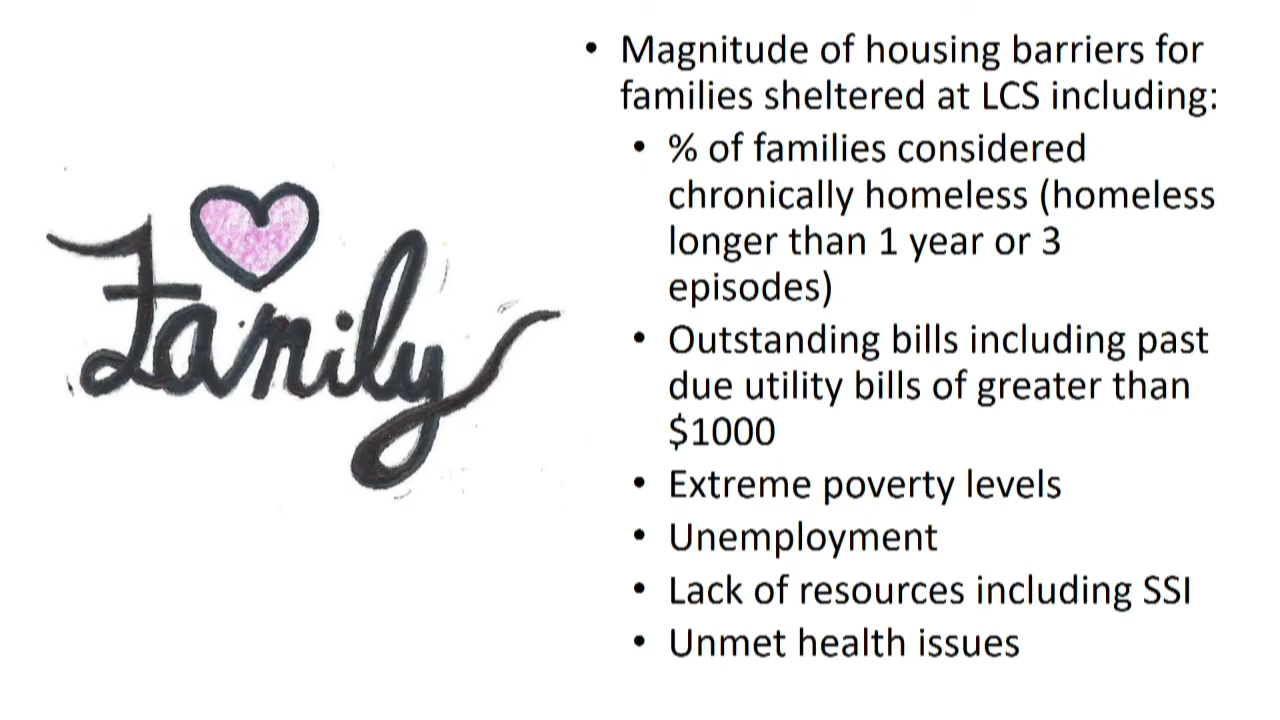 Family
• Magnitude of housing barriers for
families sheltered at LCS including:
• % of families considered
chronically homeless (homeless
longer than 1 year or 3
episodes)
• Outstanding bills including past
due utility bills of greater than
$1000
• Extreme poverty levels
• Unemployment
• Lack of resources including SSI
• Unmet health issues